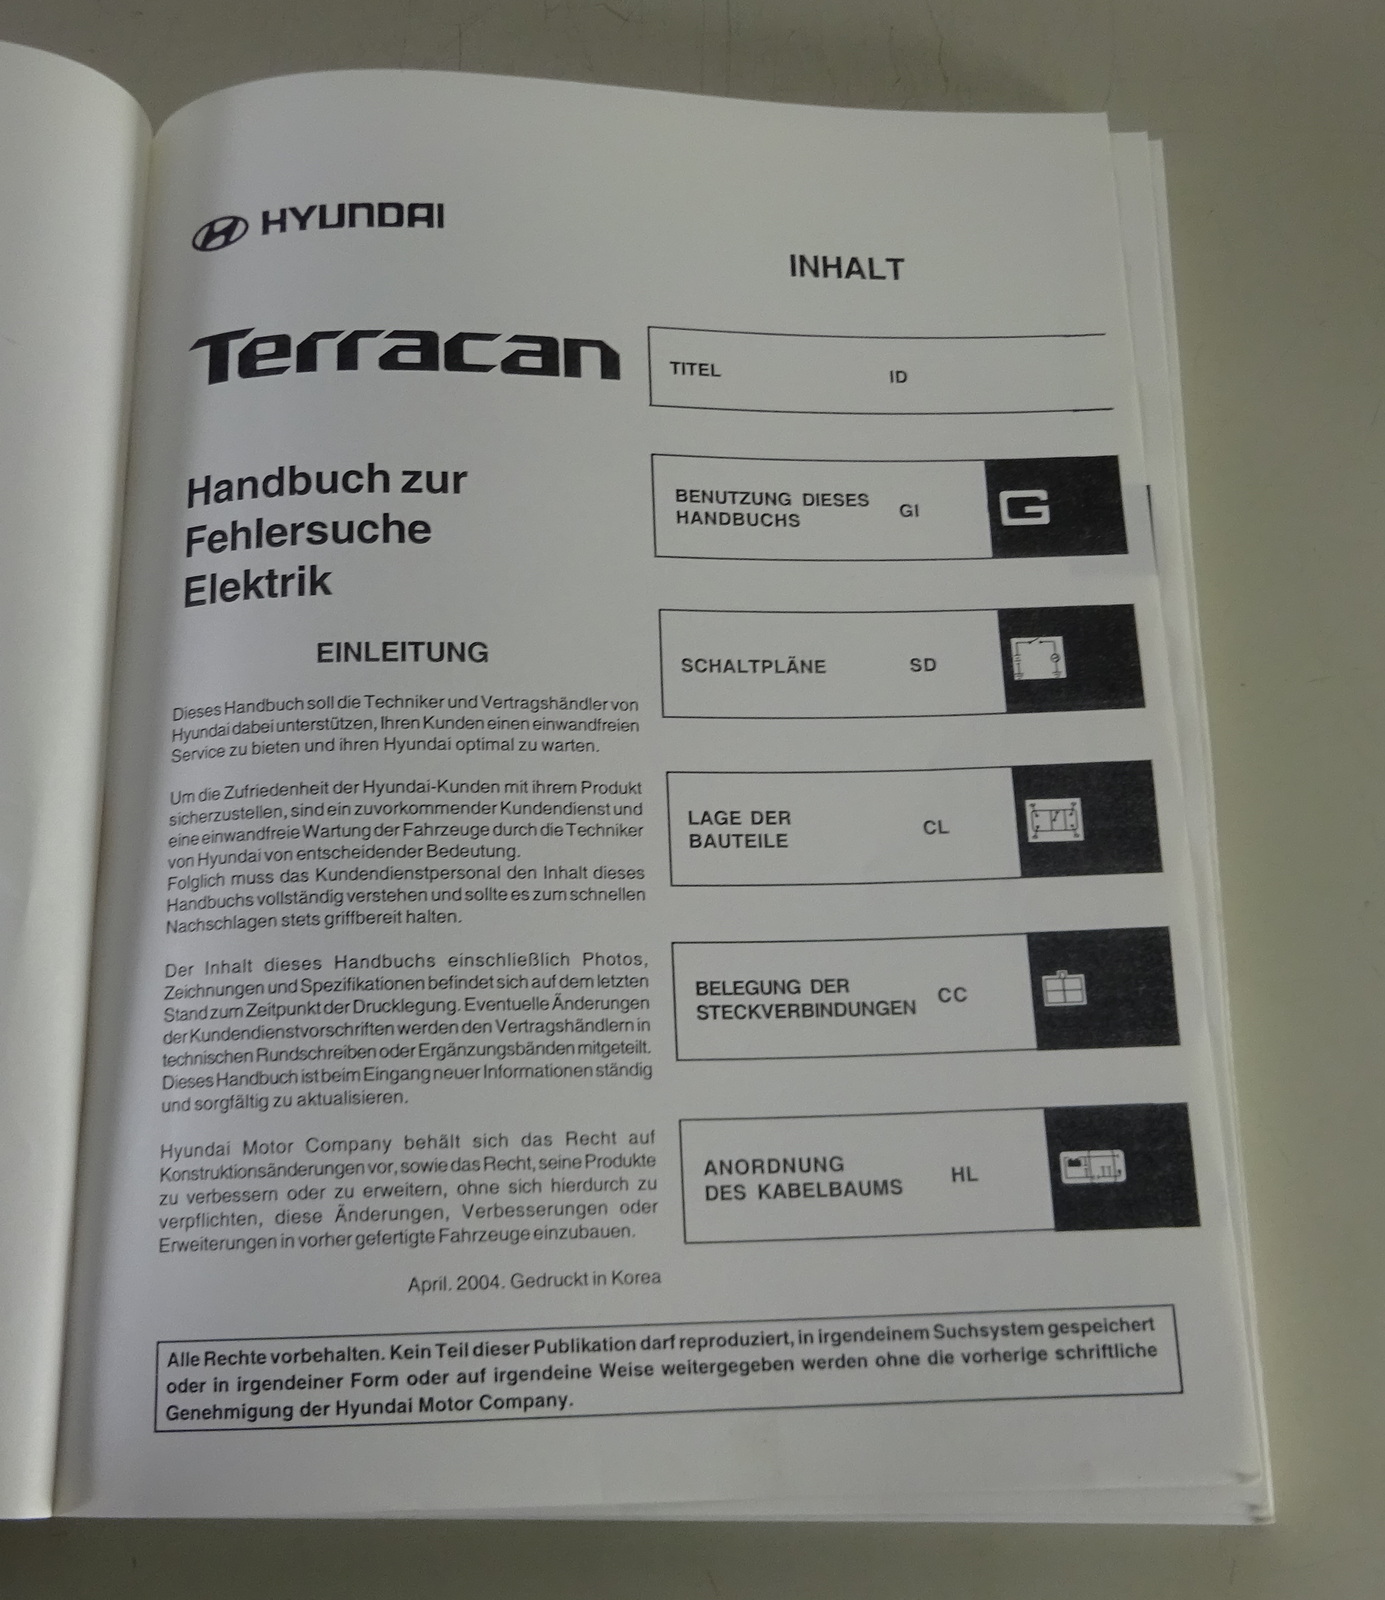 HYUNDAI
Terracan
Handbuch zur
Fehlersuche
Elektrik
EINLEITUNG
Dieses Handbuch soll die Techniker und Vertragshändler von
Hyundai dabei unterstützen, Ihren Kunden einen einwandfreien
Service zu bieten und ihren Hyundai optimal zu warten.
Um die Zufriedenheit der Hyundai-Kunden mit ihrem Produkt
sicherzustellen, sind ein zuvorkommender Kundendienst und
eine einwandfreie Wartung der Fahrzeuge durch die Techniker
von Hyundai von entscheidender Bedeutung.
Folglich muss das Kundendienstpersonal den Inhalt dieses
Handbuchs vollständig verstehen und sollte es zum schnellen
Nachschlagen stets griffbereit halten.
Der Inhalt dieses Handbuchs einschließlich Photos,
Zeichnungen und Spezifikationen befindet sich auf dem letzten
Stand zum Zeitpunkt der Drucklegung. Eventuelle Änderungen
der Kundendienstvorschriften werden den Vertragshändlern in
technischen Rundschreiben oder Ergänzungsbänden mitgeteilt.
Dieses Handbuch ist beim Eingang neuer Informationen ständig
und sorgfältig zu aktualisieren.
Hyundai Motor Company behält sich das Recht auf
Konstruktionsänderungen vor, sowie das Recht, seine Produkte
zu verbessern oder zu erweitern, ohne sich hierdurch zu
verpflichten, diese Änderungen, Verbesserungen oder
Erweiterungen in vorher gefertigte Fahrzeuge einzubauen.
April. 2004. Gedruckt in Korea
INHALT
TITEL ID
BENUTZUNG DIESES
HANDBUCHS GI G
SCHALTPLÄNE SD
LAGE DER
BAUTEILE CL
BELEGUNG DER
STECKVERBINDUNGEN CC
ANORDNUNG
DES KABELBAUMS HL
Alle Rechte vorbehalten. Kein Teil dieser Publikation darf reproduziert, in irgendeinem Suchsystem gespeichert
oder in irgendeiner Form oder auf irgendeine Weise weitergegeben werden ohne die vorherige schriftliche
Genehmigung der Hyundai Motor Company.